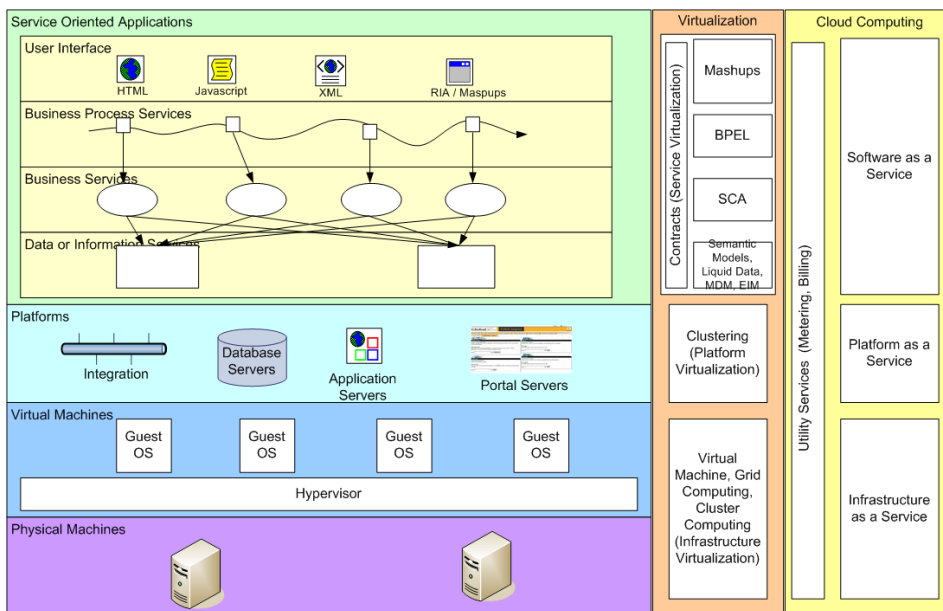 Service Oriented Applications
User Interface
HTML
Javascript
XML
RIA / Maspups
Business Process Services
Business Services
Data or Information Services
Platforms
Integration
Database
Servers
Application
Servers
Portal Servers
Virtual Machines
Guest
OS
Guest
OS
Guest
OS
Guest
OS
Hypervisor
Physical Machines
Virtualization
Contracts (Service Virtualization)
Mashups
BPEL
SCA
Semantic
Models,
Liquid Data,
MDM, EIM
Clustering
(Platform
Virtualization)
Virtual
Machine, Grid
Computing,
Cluster
Computing
(Infrastructure
Virtualization)
Cloud Computing
Utility Services (Metering, Billing)
Software as a
Service
Platform as a
Service
Infrastructure
as a Service